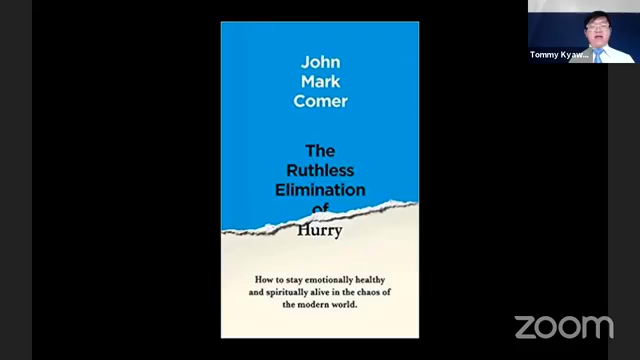 John
Mark
Comer
The
Ruthless
Elimination
of
Hurry
How to stay emotionally healthy
and spiritually alive in the chaos of
the modern world.
Tommy Kyaw...
zoom